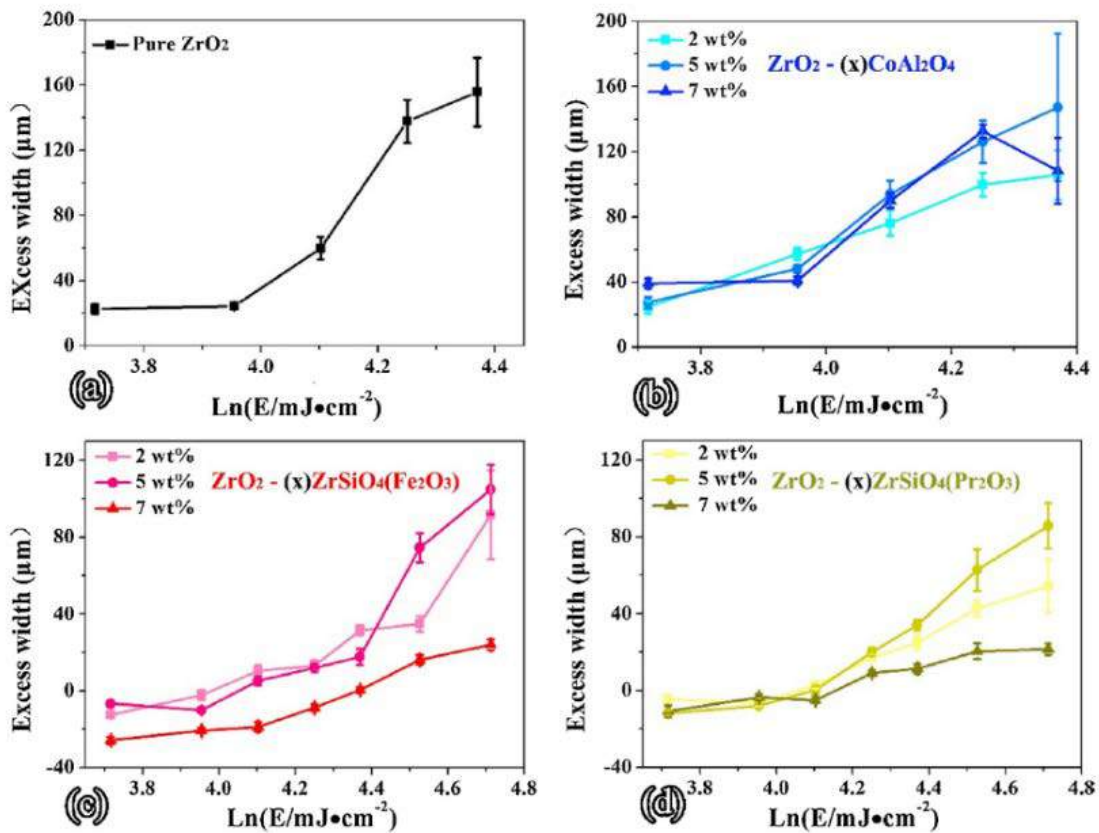 Pure ZrO₂
EXcess width (μm)
200
160
120
80
40
0
3.8 4.0 4.2 4.4
(a)
Ln(E/mJ•cm⁻²)
2 wt%
5 wt%
7 wt%
ZrO₂ - (x)CoAl₂O₄
Excess width (μm)
200
160
120
80
40
0
3.8 4.0 4.2 4.4
(b)
Ln(E/mJ•cm⁻²)
2 wt%
5 wt%
7 wt%
ZrO₂ - (x)ZrSiO₄(Fe₂O₃)
Excess width (μm)
120
80
40
0
-40
3.8 4.0 4.2 4.4 4.6 4.8
(c)
Ln(E/mJ•cm⁻²)
2 wt%
5 wt%
7 wt%
ZrO₂ - (x)ZrSiO₄(Pr₂O₃)
Excess width (μm)
120
80
40
0
-40
3.8 4.0 4.2 4.4 4.6 4.8
(d)
Ln(E/mJ•cm⁻²)